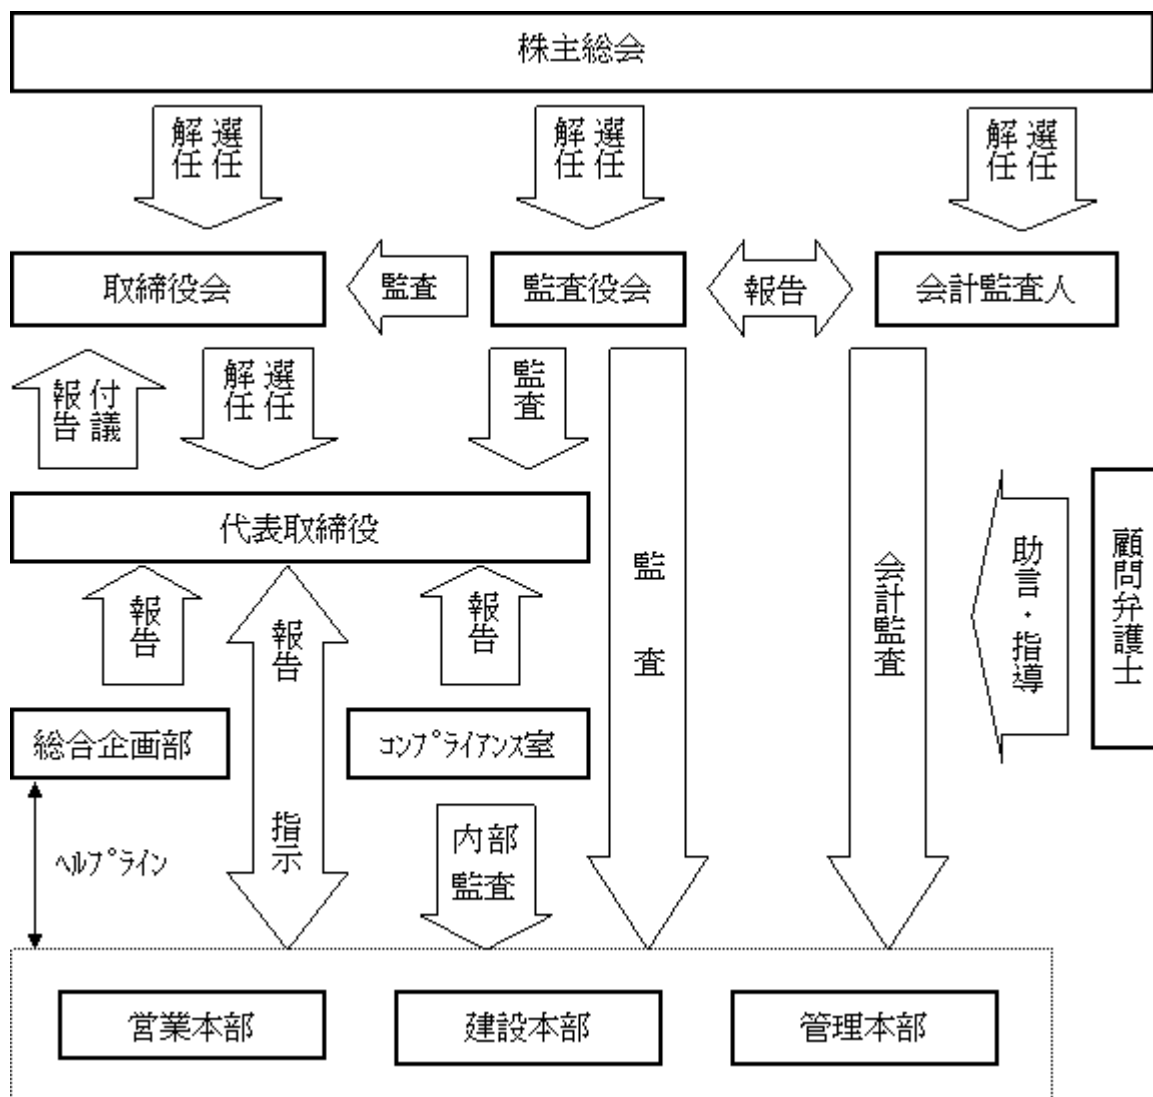 株主総会
選任
解任
選任
解任
選任
解任
取締役会
監査
監査役会
報告
会計監査人
付議
報告
選任
解任
監査
代表取締役
監査
会計監査
助言・指導
顧問弁護士
報告
報告
指示
報告
総合企画部
ｺﾝﾌﾟﾗｲｱﾝｽ室
ﾍﾙﾌﾟﾗｲﾝ
内部
監査
営業本部
建設本部
管理本部